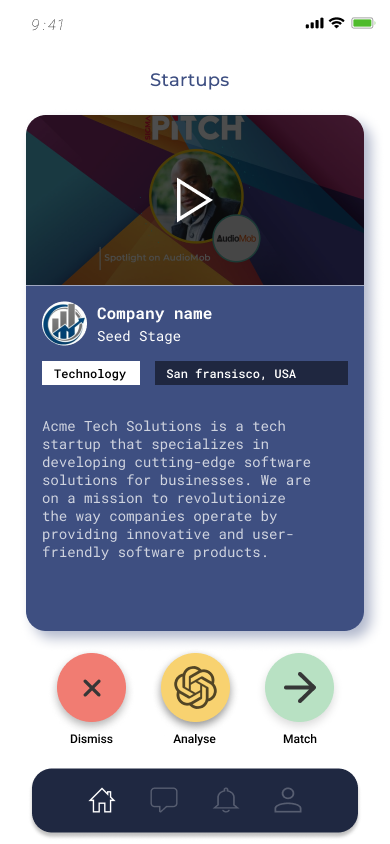 9:41
Startups
PiTCH
AudioMob
Spotlight on AudioMob
Company name
Seed Stage
Technology
San fransisco, USA
Acme Tech Solutions is a tech
startup that specializes in
developing cutting-edge software
solutions for businesses. We are
on a mission to revolutionize
the way companies operate by
providing innovative and user-
friendly software products.
Dismiss
Analyse
Match